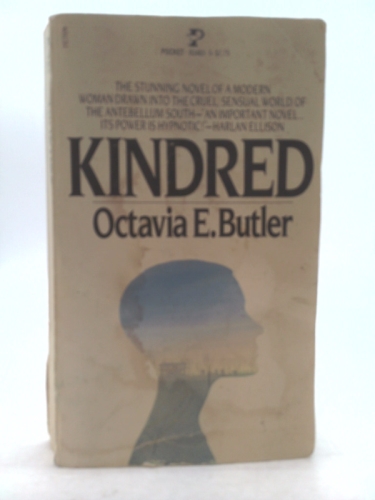 POCKET
THE STUNNING NOVEL OF A MODERN
WOMAN DRAWN INTO THE CRUEL, SENSUAL WORLD OF
THE ANTEBELLUM SOUTH—"AN IMPORTANT NOVEL...
ITS POWER IS HYPNOTIC!"—HARLAN ELLISON
KINDRED
Octavia E. Butler